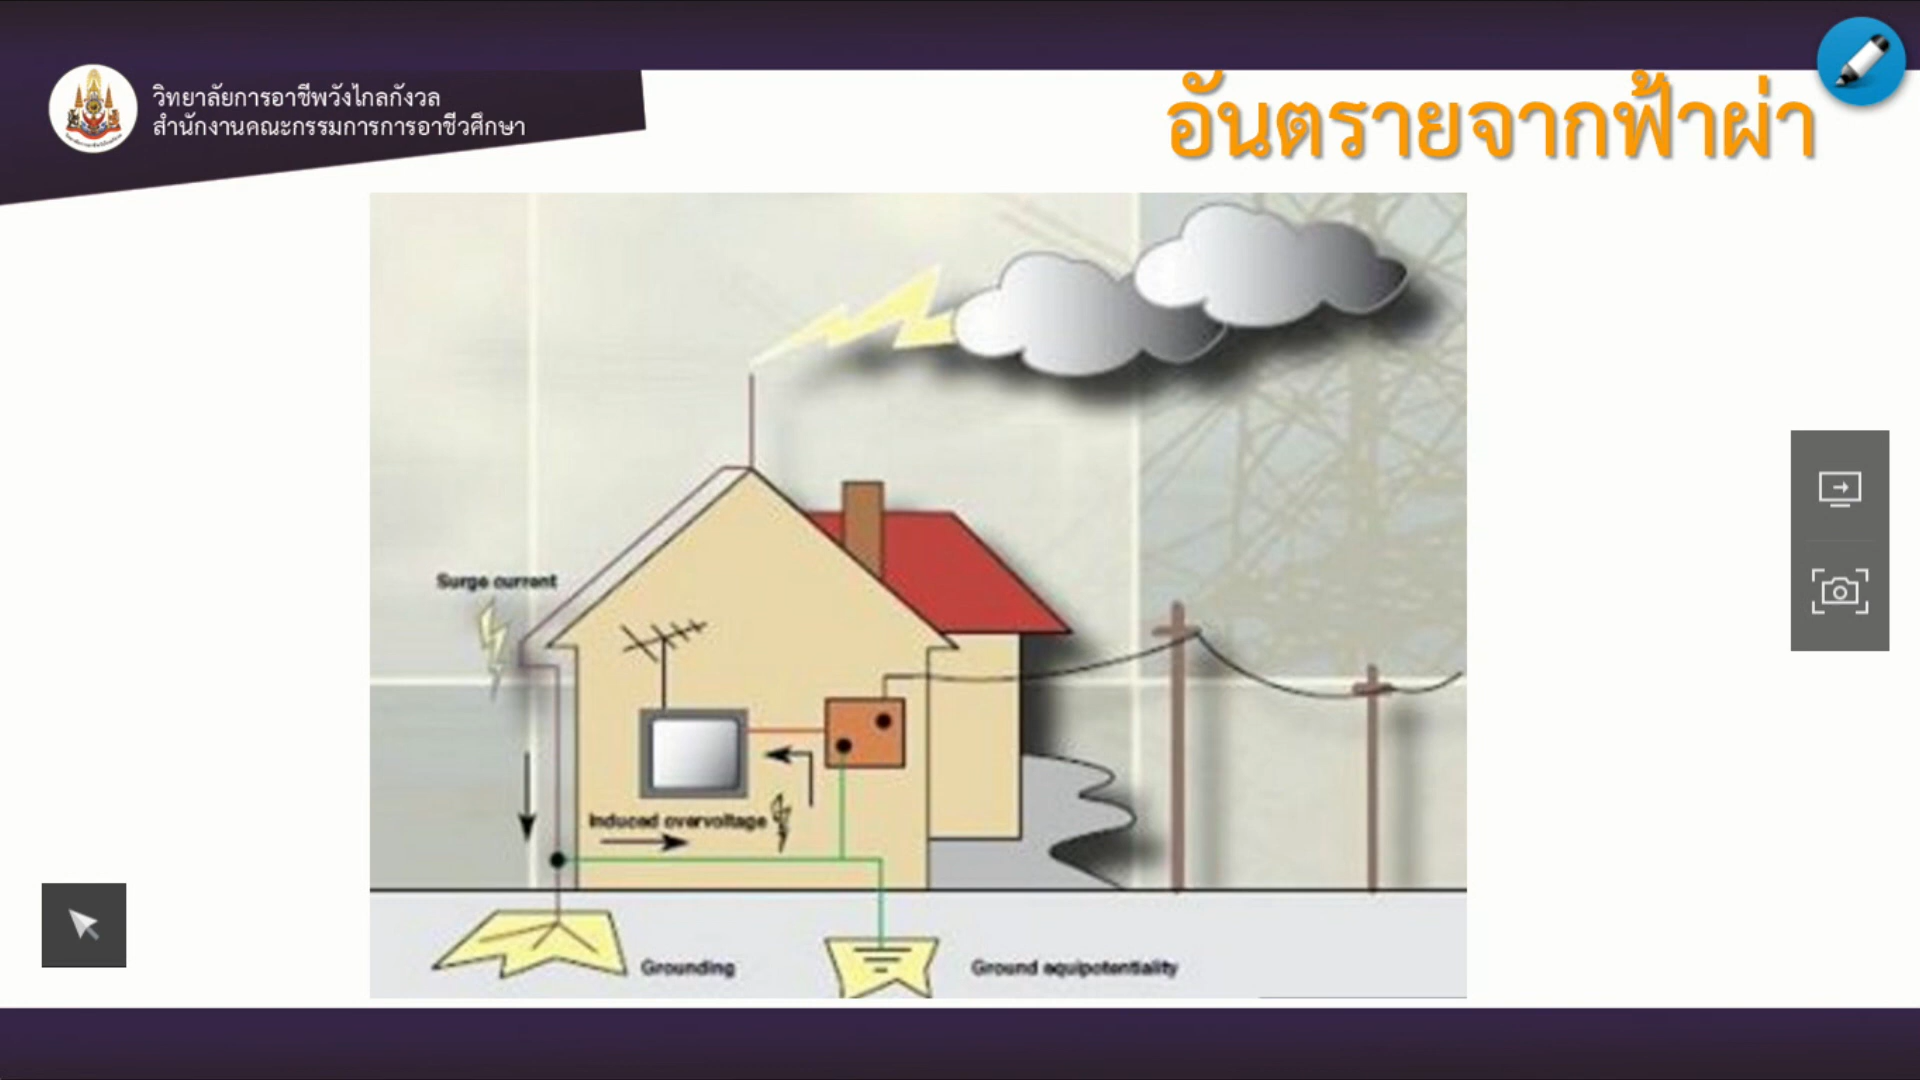 วิทยาลัยการอาชีพวังไกลกังวล
สำนักงานคณะกรรมการการอาชีวศึกษา
อันตรายจากฟ้าผ่า
Surge current
Induced overvoltage
Grounding
Ground equipotentiality